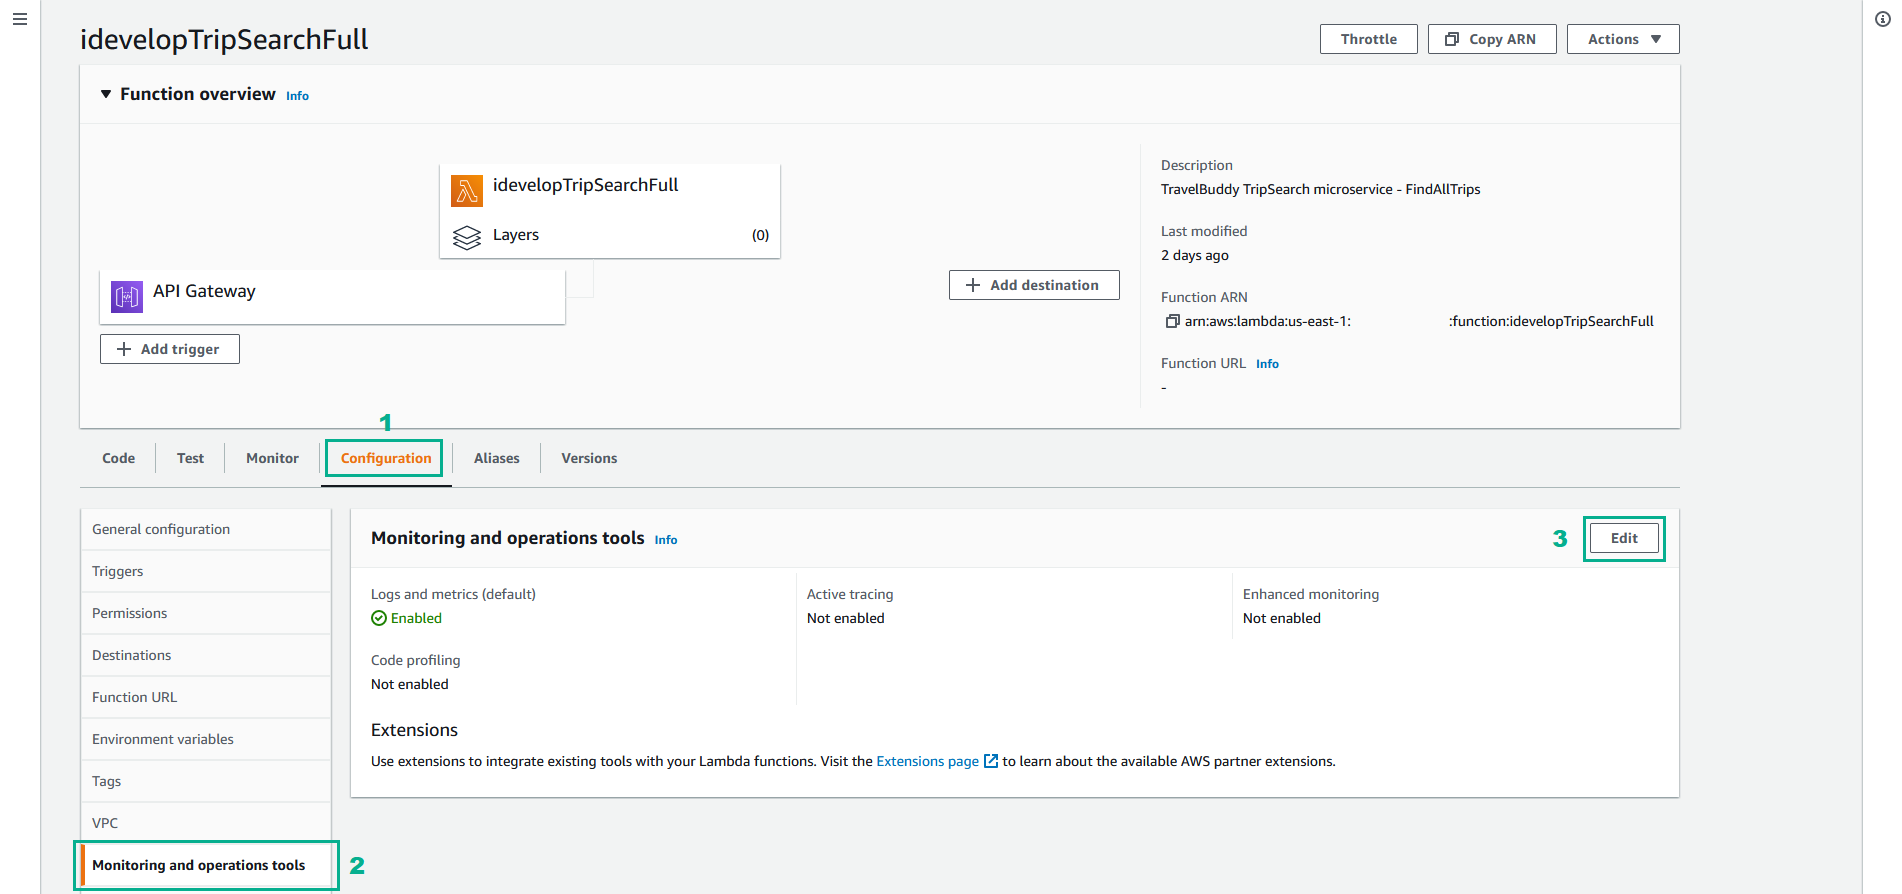 idevelopTripSearchFull
Throttle
Copy ARN
Actions
Function overview Info
idevelopTripSearchFull
Layers (0)
API Gateway
Add trigger
Add destination
Description
TravelBuddy TripSearch microservice - FindAllTrips
Last modified
2 days ago
Function ARN
arn:aws:lambda:us-east-1: :function:idevelopTripSearchFull
Function URL Info
-
1
Code
Test
Monitor
Configuration
Aliases
Versions
General configuration
Triggers
Permissions
Destinations
Function URL
Environment variables
Tags
VPC
Monitoring and operations tools
2
Monitoring and operations tools Info
3
Edit
Logs and metrics (default)
Enabled
Active tracing
Not enabled
Enhanced monitoring
Not enabled
Code profiling
Not enabled
Extensions
Use extensions to integrate existing tools with your Lambda functions. Visit the Extensions page to learn about the available AWS partner extensions.